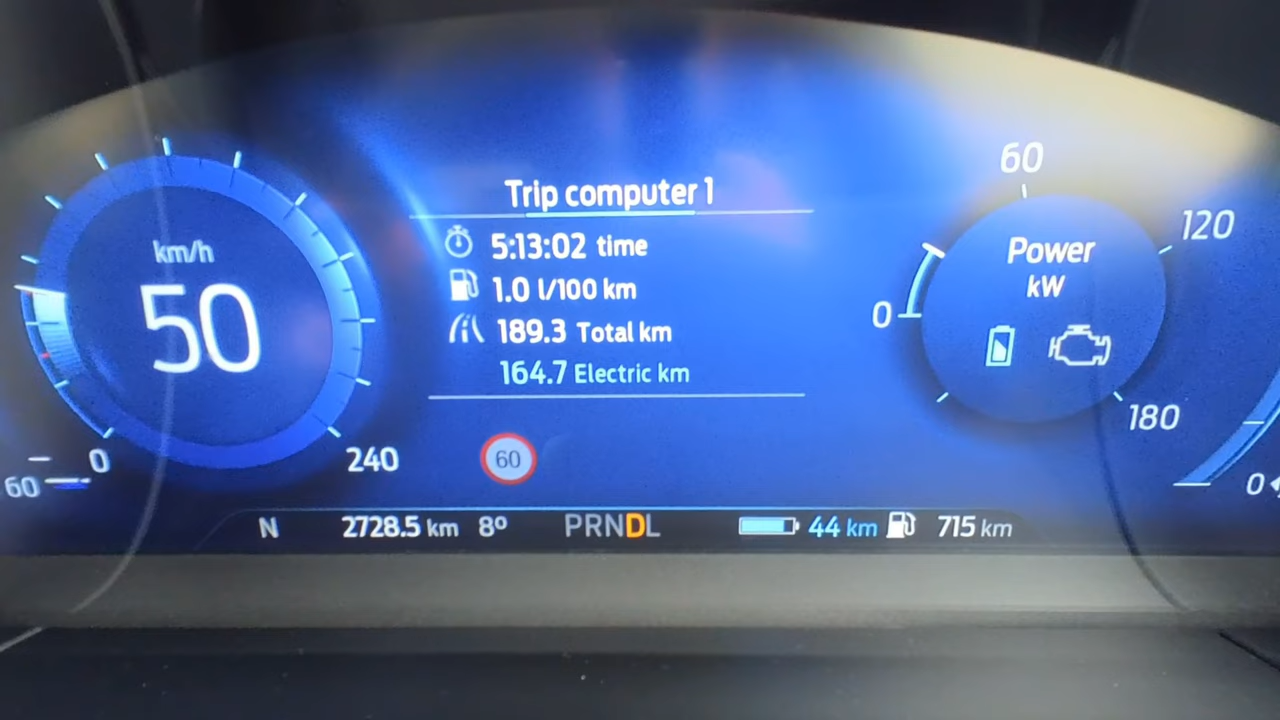 Trip computer 1
5:13:02 time
1.0 l/100 km
189.3 Total km
164.7 Electric km
km/h
50
0
240
60
60
Power
kW
0
60
120
180
0
N 2728.5 km 8º PRNDL 44 km 715 km